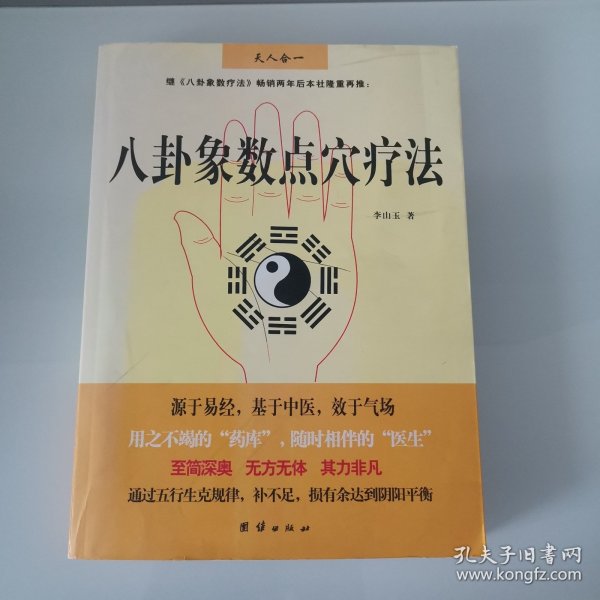 天人合一
继《八卦象数疗法》畅销两年后本社隆重再推：
八卦象数点穴疗法
李山玉 著
源于易经，基于中医，效于气场
用之不竭的“药库”，随时相伴的“医生”
至简深奥 无方无体 其力非凡
通过五行生克规律，补不足，损有余达到阴阳平衡
团结出版社
孔夫子旧书网
www.kongfz.com